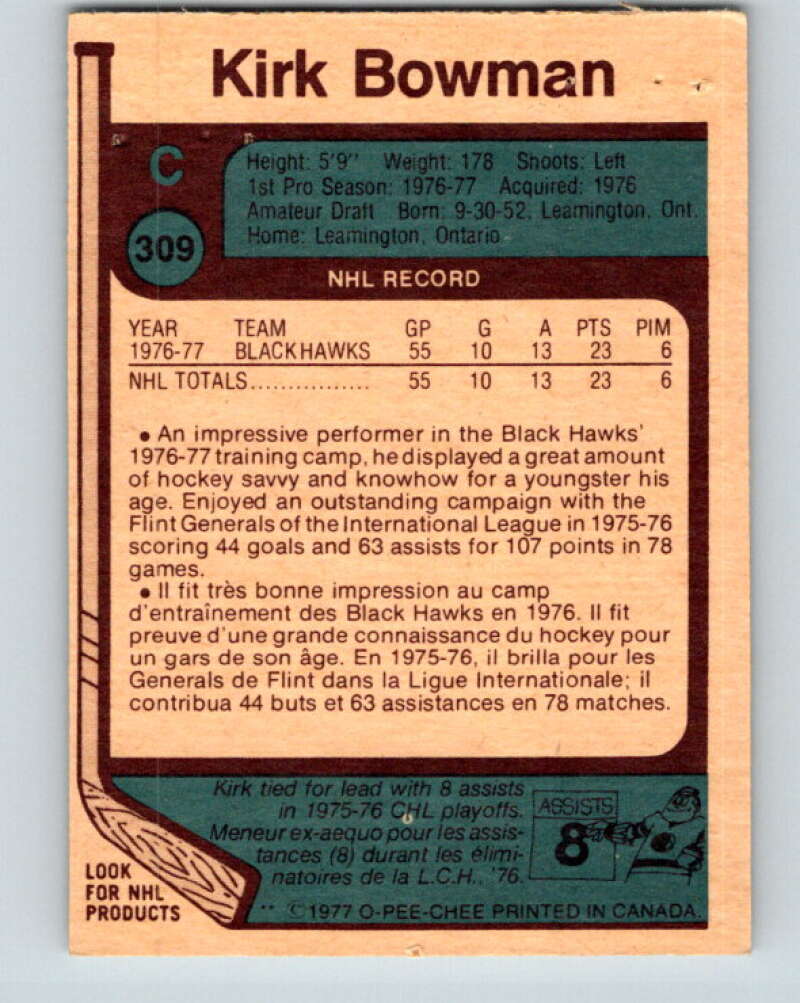 Kirk Bowman
C
309
Height: 5'9'' Weight: 178 Shoots: Left
1st Pro Season: 1976-77 Acquired: 1976
Amateur Draft Born: 9-30-52, Leamington, Ont.
Home: Leamington, Ontario
NHL RECORD
YEAR TEAM GP G A PTS PIM
1976-77 BLACKHAWKS 55 10 13 23 6
NHL TOTALS................ 55 10 13 23 6
• An impressive performer in the Black Hawks'
1976-77 training camp, he displayed a great amount
of hockey savvy and knowhow for a youngster his
age. Enjoyed an outstanding campaign with the
Flint Generals of the International League in 1975-76
scoring 44 goals and 63 assists for 107 points in 78
games.
• Il fit très bonne impression au camp
d'entraînement des Black Hawks en 1976. Il fit
preuve d'une grande connaissance du hockey pour
un gars de son âge. En 1975-76, il brilla pour les
Generals de Flint dans la Ligue Internationale; il
contribua 44 buts et 63 assistances en 78 matches.
Kirk tied for lead with 8 assists
in 1975-76 CHL playoffs.
Meneur ex-aequo pour les assis-
tances (8) durant les élimi-
natoires de la L.C.H., '76.
ASSISTS
8
LOOK
FOR NHL
PRODUCTS
** ©1977 O-PEE-CHEE PRINTED IN CANADA.